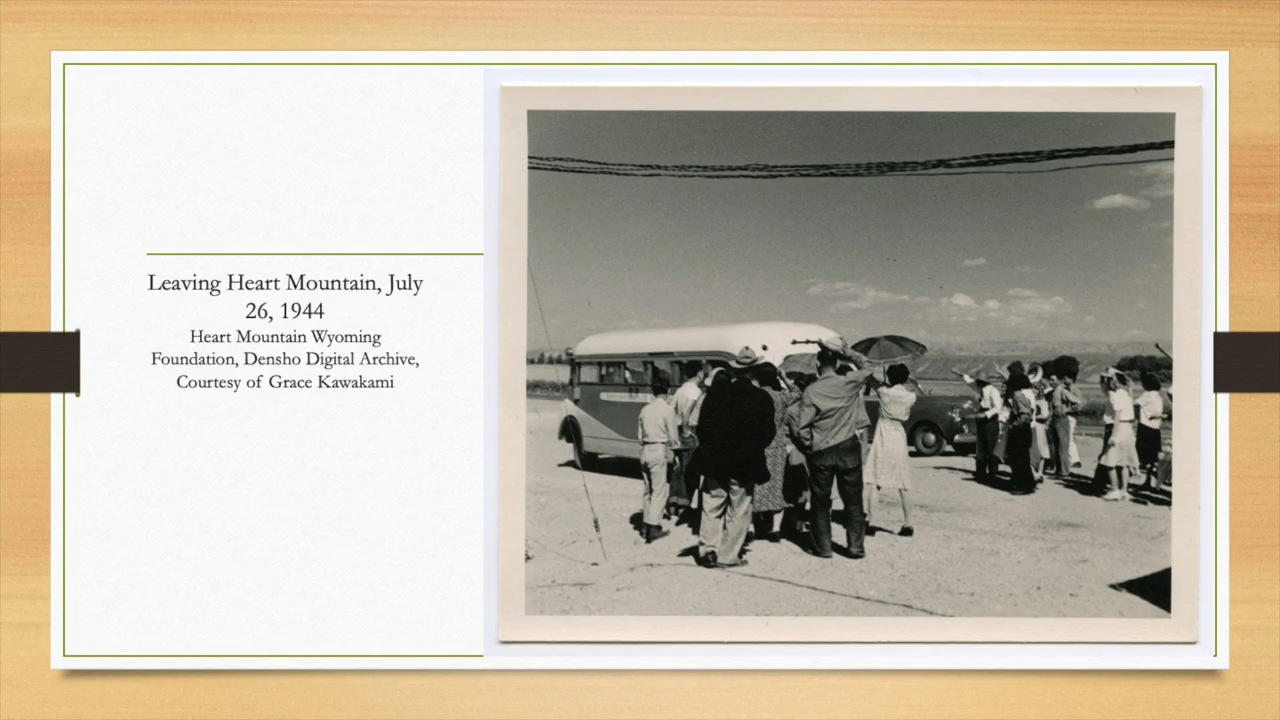 Leaving Heart Mountain, July
26, 1944
Heart Mountain Wyoming
Foundation, Densho Digital Archive,
Courtesy of Grace Kawakami